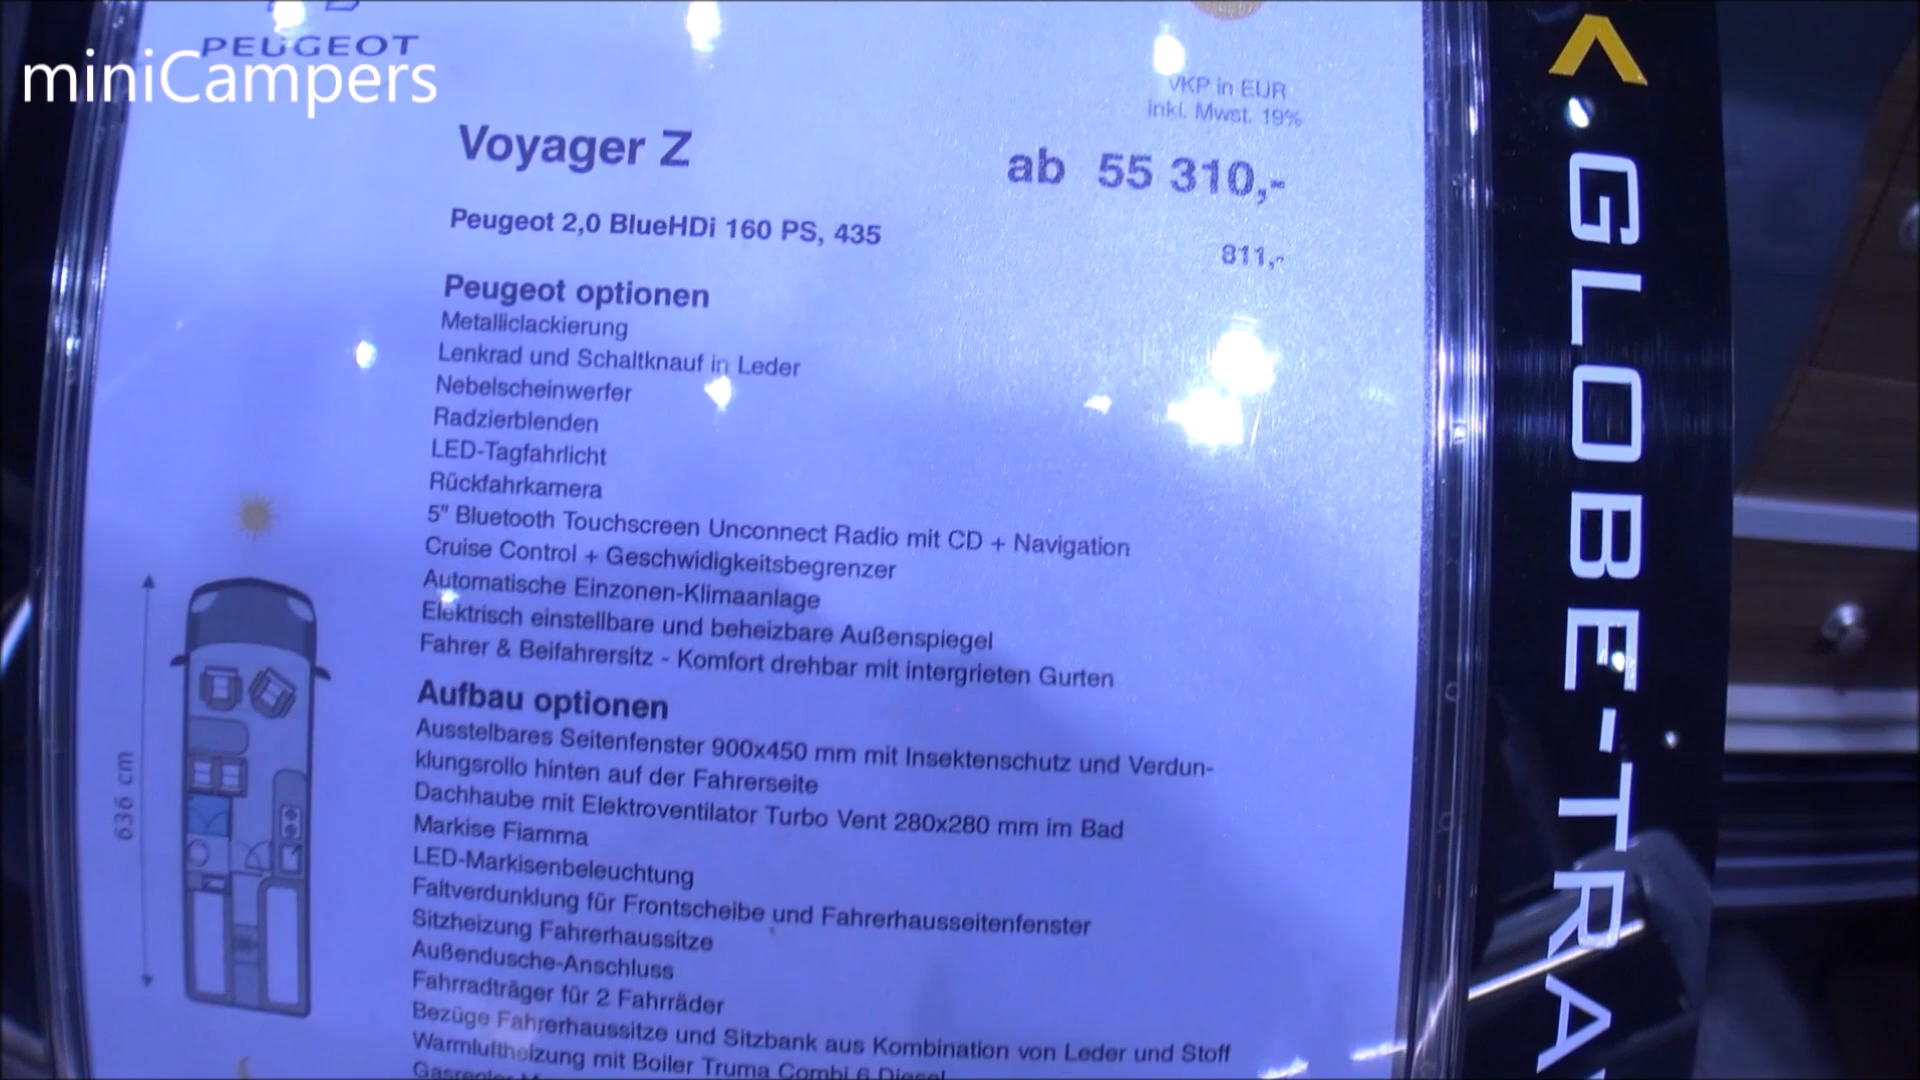 PEUGEOT
miniCampers
VKP in EUR
inkl. Mwst. 19%
Voyager Z
ab 55 310,-
Peugeot 2,0 BlueHDi 160 PS, 435
811,-
Peugeot optionen
Metalliclackierung
Lenkrad und Schaltknauf in Leder
Nebelscheinwerfer
Radzierblenden
LED-Tagfahrlicht
Rückfahrkamera
5" Bluetooth Touchscreen Unconnect Radio mit CD + Navigation
Cruise Control + Geschwidigkeitsbegrenzer
Automatische Einzonen-Klimaanlage
Elektrisch einstellbare und beheizbare Außenspiegel
Fahrer & Beifahrersitz - Komfort drehbar mit intergrieten Gurten
Aufbau optionen
Ausstelbares Seitenfenster 900x450 mm mit Insektenschutz und Verdun-
klungsrollo hinten auf der Fahrerseite
Dachhaube mit Elektroventilator Turbo Vent 280x280 mm im Bad
Markise Fiamma
LED-Markisenbeleuchtung
Faltverdunklung für Frontscheibe und Fahrerhausseitenfenster
Sitzheizung Fahrerhaussitze
Außendusche-Anschluss
Fahrradträger für 2 Fahrräder
Bezüge Fahrerhaussitze und Sitzbank aus Kombination von Leder und Stoff
Warmluftheizung mit Boiler Truma Combi 6 Diesel
636 cm
GLOBE-TRA